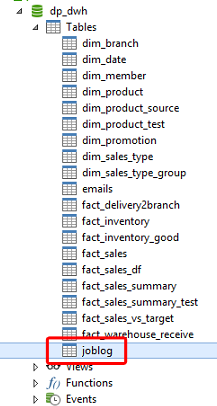 dp_dwh
Tables
dim_branch
dim_date
dim_member
dim_product
dim_product_source
dim_product_test
dim_promotion
dim_sales_type
dim_sales_type_group
emails
fact_delivery2branch
fact_inventory
fact_inventory_good
fact_sales
fact_sales_df
fact_sales_summary
fact_sales_summary_test
fact_sales_vs_target
fact_warehouse_receive
joblog
Views
Functions
Events